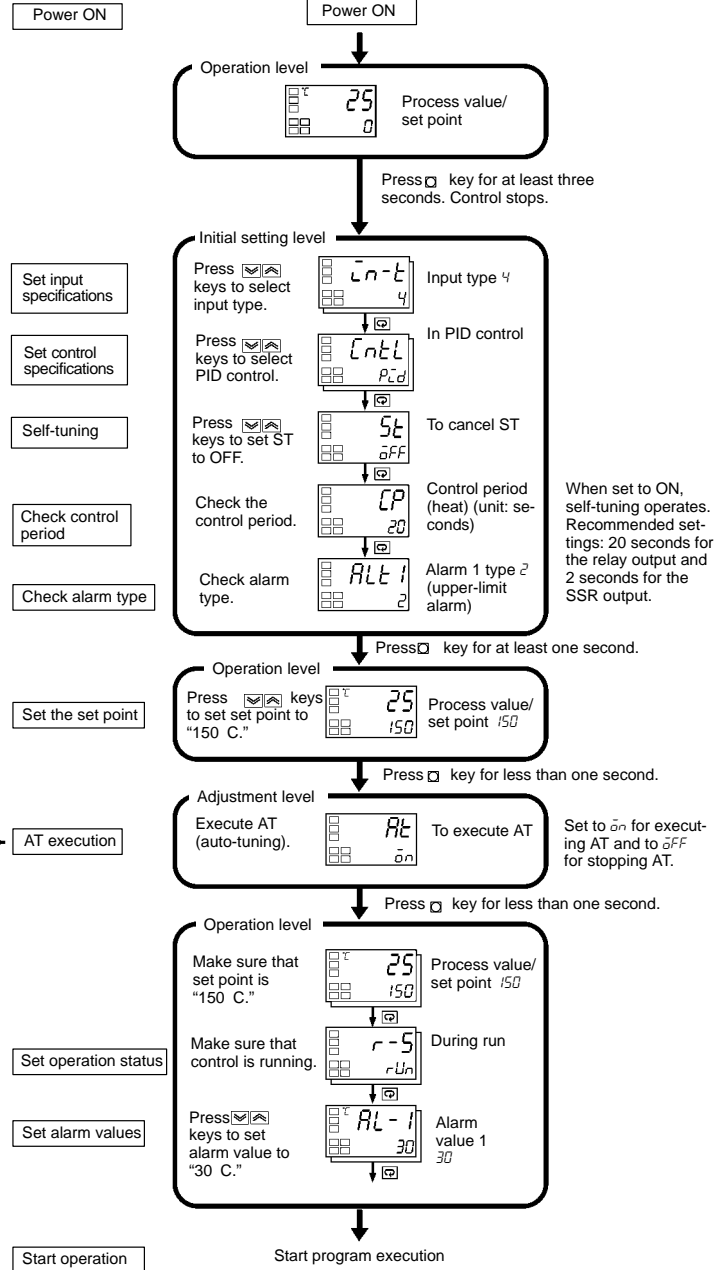 Power ON
Power ON
Operation level
℃ 25
0
Process value/
set point
Press key for at least three
seconds. Control stops.
Initial setting level
Set input
specifications
Press
keys to select
input type.
in-t
4
Input type 4
Set control
specifications
Press
keys to select
PID control.
CntL
Pid
In PID control
Self-tuning
Press
keys to set ST
to OFF.
St
oFF
To cancel ST
Check control
period
Check the
control period.
CP
20
Control period
(heat) (unit: se-
conds)
When set to ON,
self-tuning operates.
Recommended set-
tings: 20 seconds for
the relay output and
2 seconds for the
SSR output.
Check alarm type
Check alarm
type.
ALt1
2
Alarm 1 type 2
(upper-limit
alarm)
Press key for at least one second.
Operation level
Set the set point
Press keys
to set set point to
“150 C.”
℃ 25
150
Process value/
set point 150
Press key for less than one second.
Adjustment level
AT execution
Execute AT
(auto-tuning).
At
on
To execute AT
Set to on for execut-
ing AT and to oFF
for stopping AT.
Press key for less than one second.
Operation level
Make sure that
set point is
“150 C.”
℃ 25
150
Process value/
set point 150
Set operation status
Make sure that
control is running.
r-S
rUn
During run
Set alarm values
Press
keys to set
alarm value to
“30 C.”
℃ AL-1
30
Alarm
value 1
30
Start operation
Start program execution